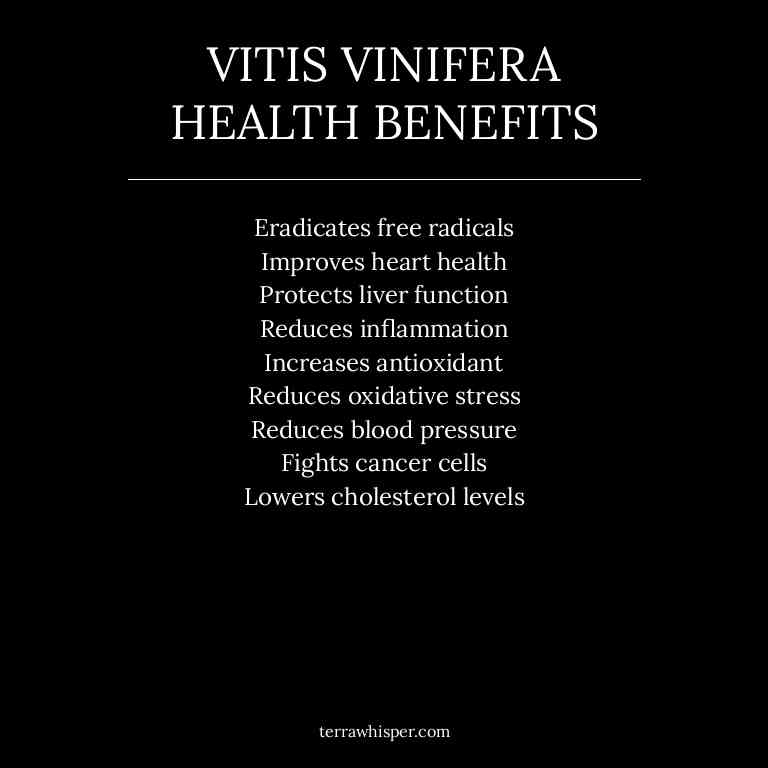 VITIS VINIFERA
HEALTH BENEFITS
Eradicates free radicals
Improves heart health
Protects liver function
Reduces inflammation
Increases antioxidant
Reduces oxidative stress
Reduces blood pressure
Fights cancer cells
Lowers cholesterol levels
terrawhisper.com